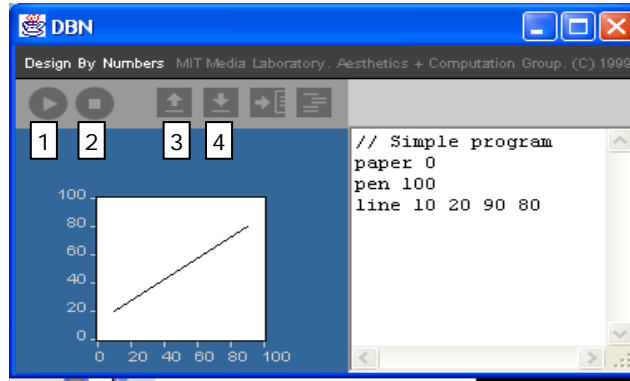 DBN
Design By Numbers MIT Media Laboratory. Aesthetics + Computation Group. (C) 1999
1 2 3 4
// Simple program
paper 0
pen 100
line 10 20 90 80
100
80
60
40
20
0
0 20 40 60 80 100